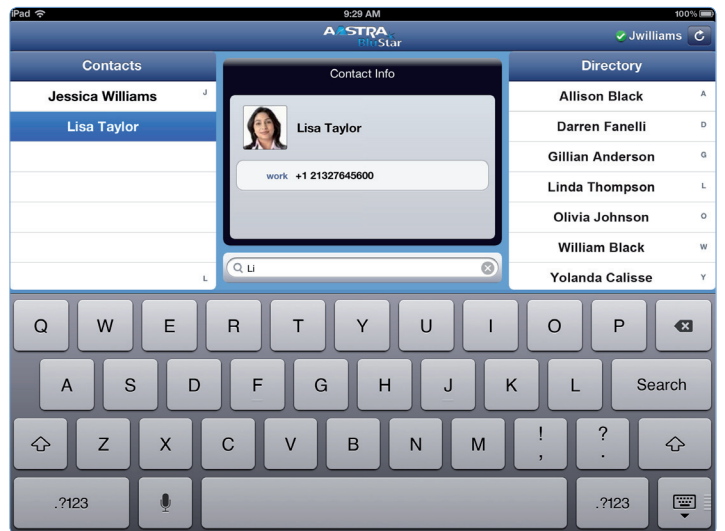 iPad 9:29 AM 100%
AASTRA
BluStar
Jwilliams
Contacts
Jessica Williams J
Lisa Taylor
L
Contact Info
Lisa Taylor
work +1 21327645600
Li
Directory
Allison Black A
Darren Fanelli D
Gillian Anderson G
Linda Thompson L
Olivia Johnson O
William Black W
Yolanda Calisse Y
Q W E R T Y U I O P
A S D F G H J K L Search
Z X C V B N M ! , ? .
.?123 .?123